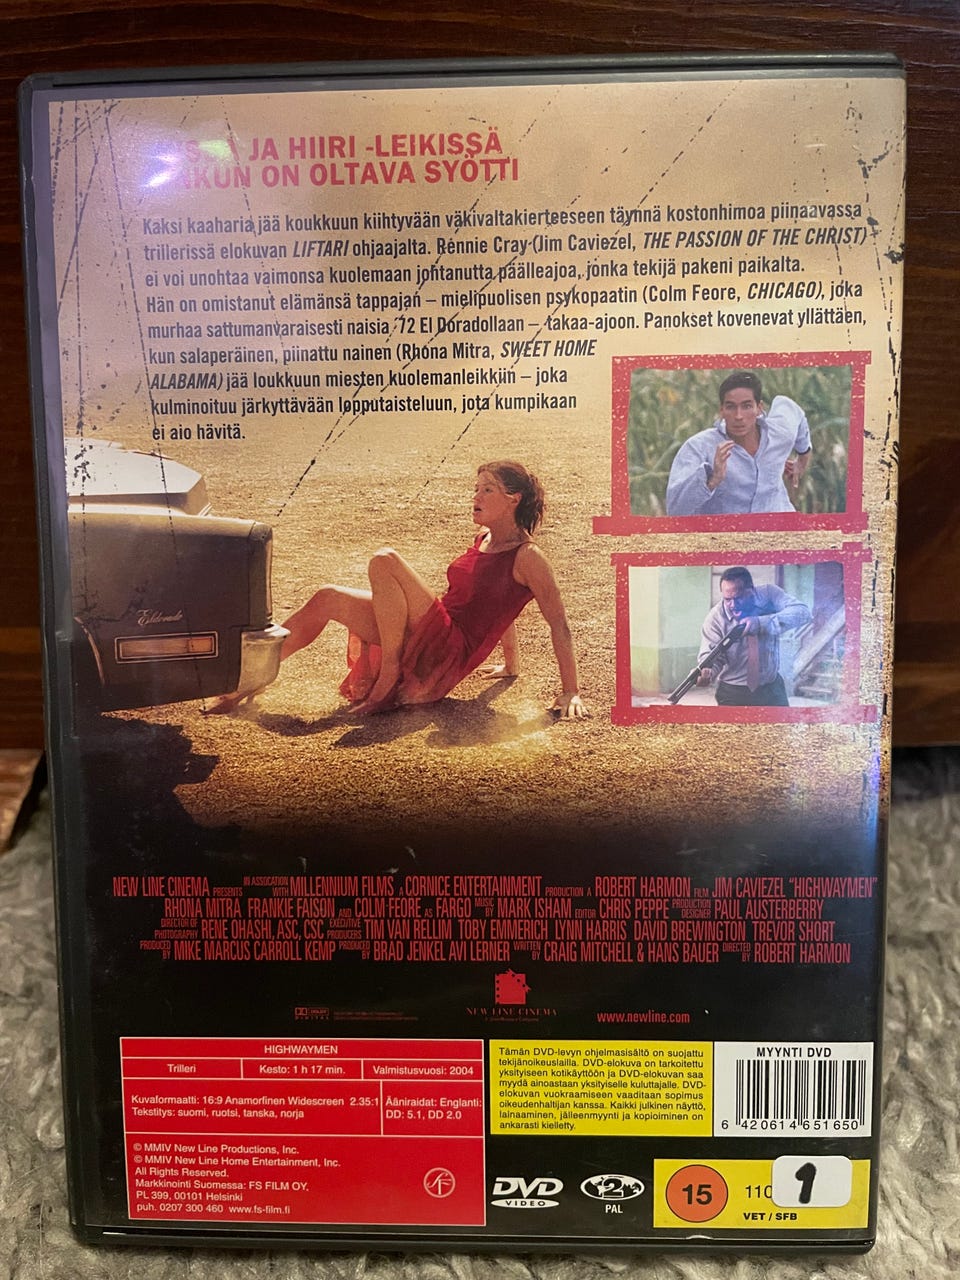 JA HIIRI -LEIKISSÄ
ON OLTAVA SYÖTTI
Kaksi kaaharia jää koukkuun kiihtyvään väkivaltakierteeseen täynnä kostonhimoa piinaavassa
trillerissä elokuvan LIFTARI ohjaajalta. Rennie Cray (Jim Caviezel, THE PASSION OF THE CHRIST)
ei voi unohtaa vaimonsa kuolemaan johtanutta päälleajoa, jonka tekijä pakeni paikalta.
Hän on omistanut elämänsä tappajan – mielipuolisen psykopaatin (Colm Feore, CHICAGO), joka
murhaa sattumanvaraisesti naisia '72 El Doradollaan – takaa-ajoon. Panokset kovenevat yllättäen,
kun salaperäinen, piinattu nainen (Rhona Mitra, SWEET HOME
ALABAMA) jää loukkuun miesten kuolemanleikkiin – joka
kulminoituu järkyttävään lopputaisteluun, jota kumpikaan
ei aio hävitä.
Eldorado
NEW LINE CINEMA PRESENTS IN ASSOCIATION WITH MILLENNIUM FILMS A CORNICE ENTERTAINMENT PRODUCTION A ROBERT HARMON FILM JIM CAVIEZEL "HIGHWAYMEN"
RHONA MITRA FRANKIE FAISON AND COLM FEORE AS FARGO MUSIC BY MARK ISHAM EDITOR CHRIS PEPPE PRODUCTION DESIGNER PAUL AUSTERBERRY
DIRECTOR OF PHOTOGRAPHY RENE OHASHI, ASC, CSC EXECUTIVE PRODUCERS TIM VAN RELLIM TOBY EMMERICH LYNN HARRIS DAVID BREWINGTON TREVOR SHORT
PRODUCED BY MIKE MARCUS CARROLL KEMP PRODUCED BY BRAD JENKEL AVI LERNER WRITTEN BY CRAIG MITCHELL & HANS BAUER DIRECTED BY ROBERT HARMON
DOLBY DIGITAL
NEW LINE CINEMA
www.newline.com
HIGHWAYMEN
Trilleri Kesto: 1 h 17 min. Valmistusvuosi: 2004
Kuvaformaatti: 16:9 Anamorfinen Widescreen 2.35:1
Tekstitys: suomi, ruotsi, tanska, norja
Ääniraidat: Englanti:
DD: 5.1, DD 2.0
© MMIV New Line Productions, Inc.
© MMIV New Line Home Entertainment, Inc.
All Rights Reserved.
Markkinointi Suomessa: FS FILM OY,
PL 399, 00101 Helsinki
puh. 0207 300 460 www.fs-film.fi
Tämän DVD-levyn ohjelmasisältö on suojattu
tekijänoikeuslailla. DVD-elokuva on tarkoitettu
yksityiseen kotikäyttöön ja DVD-elokuvan saa
myydä ainoastaan yksityiselle kuluttajalle. DVD-
elokuvan vuokraamiseen vaaditaan sopimus
oikeudenhaltijan kanssa. Kaikki julkinen näyttö,
lainaaminen, jälleenmyynti ja kopioiminen on
ankarasti kielletty.
MYYNTI DVD
6 420614 651650
DVD
VIDEO
2
PAL
15
110
1
VET / SFB